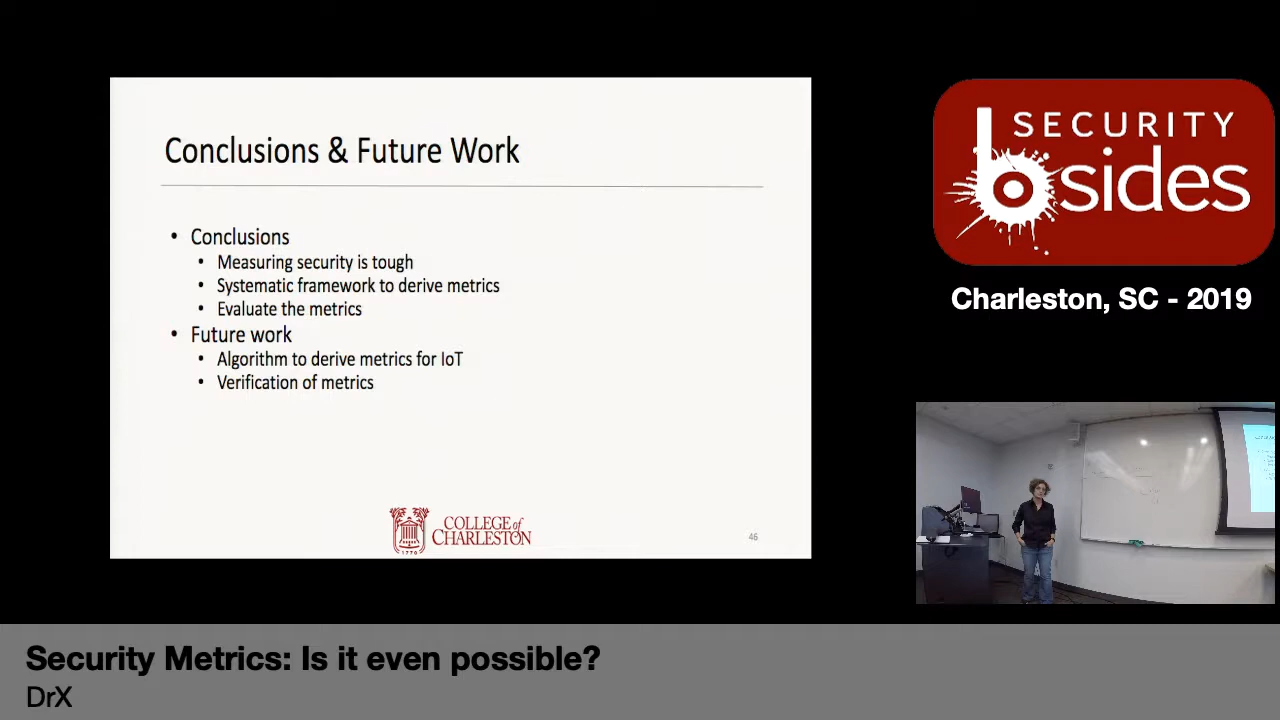 Conclusions & Future Work
• Conclusions
• Measuring security is tough
• Systematic framework to derive metrics
• Evaluate the metrics
• Future work
• Algorithm to derive metrics for IoT
• Verification of metrics
COLLEGE of
CHARLESTON
1770
46
SECURITY
bsides
Charleston, SC - 2019
Security Metrics: Is it even possible?
DrX